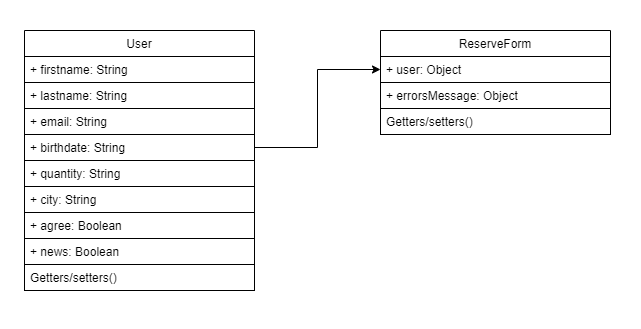 User
+ firstname: String
+ lastname: String
+ email: String
+ birthdate: String
+ quantity: String
+ city: String
+ agree: Boolean
+ news: Boolean
Getters/setters()
ReserveForm
+ user: Object
+ errorsMessage: Object
Getters/setters()